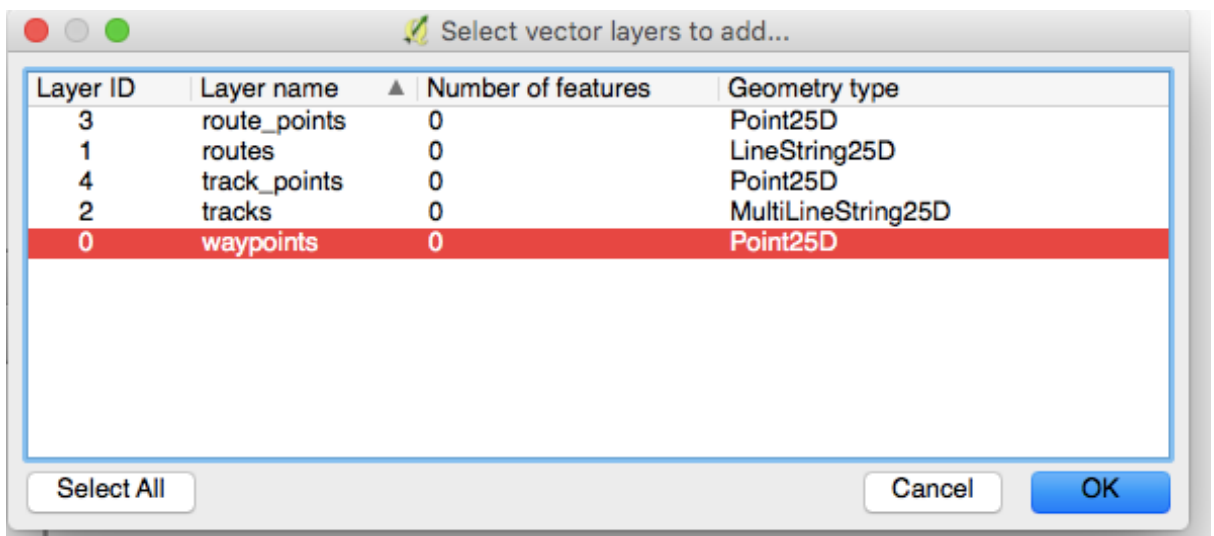 Select vector layers to add...
Layer ID Layer name ▲ Number of features Geometry type
3 route_points 0 Point25D
1 routes 0 LineString25D
4 track_points 0 Point25D
2 tracks 0 MultiLineString25D
0 waypoints 0 Point25D
Select All Cancel OK